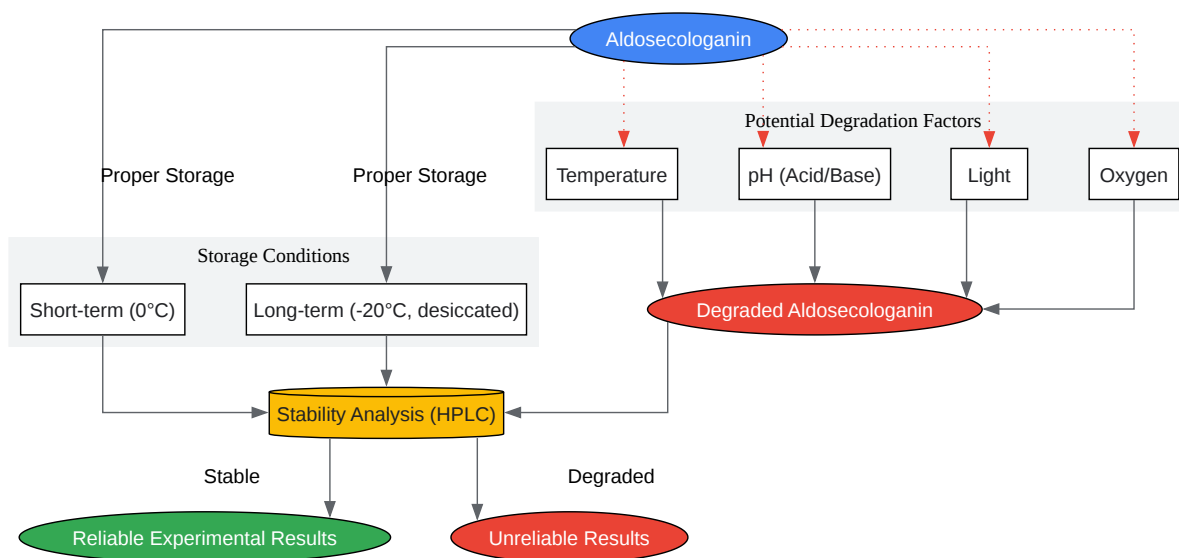 Aldosecologanin
Potential Degradation Factors
Temperature
pH (Acid/Base)
Light
Oxygen
Proper Storage
Proper Storage
Storage Conditions
Short-term (0°C)
Long-term (-20°C, desiccated)
Degraded Aldosecologanin
Stability Analysis (HPLC)
Stable
Degraded
Reliable Experimental Results
Unreliable Results